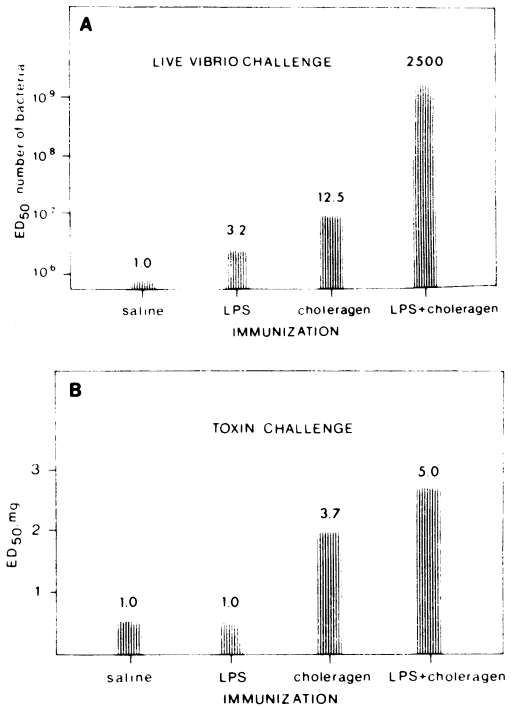 A
LIVE VIBRIO CHALLENGE
2500
12.5
3.2
1.0
10⁹
10⁸
10⁷
10⁶
ED₅₀, number of bacteria
saline LPS choleragen LPS+choleragen
IMMUNIZATION
B
TOXIN CHALLENGE
5.0
3.7
1.0 1.0
3
2
1
ED₅₀, mg
saline LPS choleragen LPS+choleragen
IMMUNIZATION